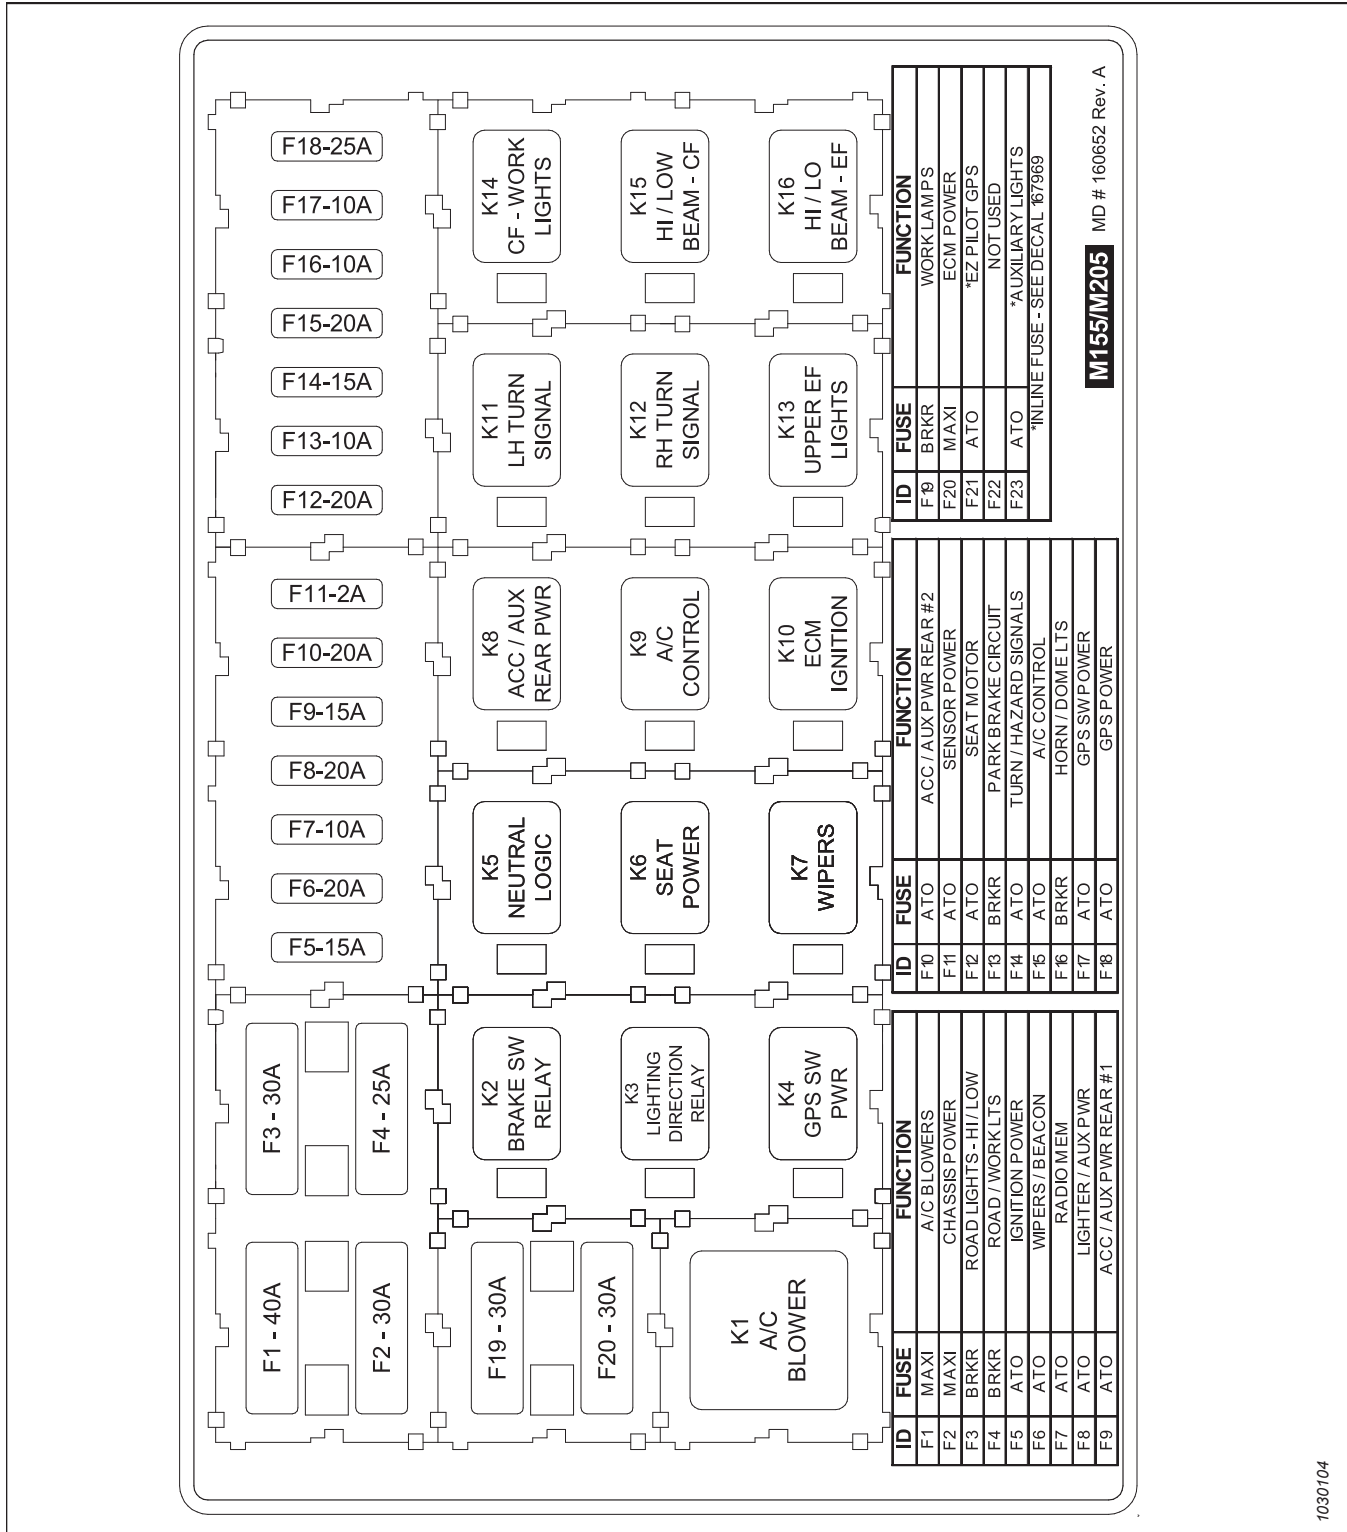 F18-25A
F17-10A
F16-10A
F15-20A
F14-15A
F13-10A
F12-20A
F11-2A
F10-20A
F9-15A
F8-20A
F7-10A
F6-20A
F5-15A
F3 - 30A
F4 - 25A
F1 - 40A
F2 - 30A
K14
CF - WORK
LIGHTS
K15
HI / LOW
BEAM - CF
K16
HI / LO
BEAM - EF
K11
LH TURN
SIGNAL
K12
RH TURN
SIGNAL
K13
UPPER EF
LIGHTS
K8
ACC / AUX
REAR PWR
K9
A/C
CONTROL
K10
ECM
IGNITION
K5
NEUTRAL
LOGIC
K6
SEAT
POWER
K7
WIPERS
K2
BRAKE SW
RELAY
K3
LIGHTING
DIRECTION
RELAY
K4
GPS SW
PWR
F19 - 30A
F20 - 30A
K1
A/C
BLOWER
ID FUSE FUNCTION
F1 MAXI A/C BLOWERS
F2 MAXI CHASSIS POWER
F3 BRKR ROAD LIGHTS - HI / LOW
F4 BRKR ROAD / WORK LTS
F5 ATO IGNITION POWER
F6 ATO WIPERS / BEACON
F7 ATO RADIO MEM
F8 ATO LIGHTER / AUX PWR
F9 ATO ACC / AUX PWR REAR #1
ID FUSE FUNCTION
F10 ATO ACC / AUX PWR REAR #2
F11 ATO SENSOR POWER
F12 ATO SEAT MOTOR
F13 BRKR PARK BRAKE CIRCUIT
F14 ATO TURN / HAZARD SIGNALS
F15 ATO A/C CONTROL
F16 BRKR HORN / DOME LTS
F17 ATO GPS SW POWER
F18 ATO GPS POWER
ID FUSE FUNCTION
F19 BRKR WORK LAMPS
F20 MAXI ECM POWER
F21 ATO *EZ PILOT GPS
F22 NOT USED
F23 ATO *AUXILIARY LIGHTS
*INLINE FUSE - SEE DECAL 167969
M155/M205 MD # 160652 Rev. A
1030104